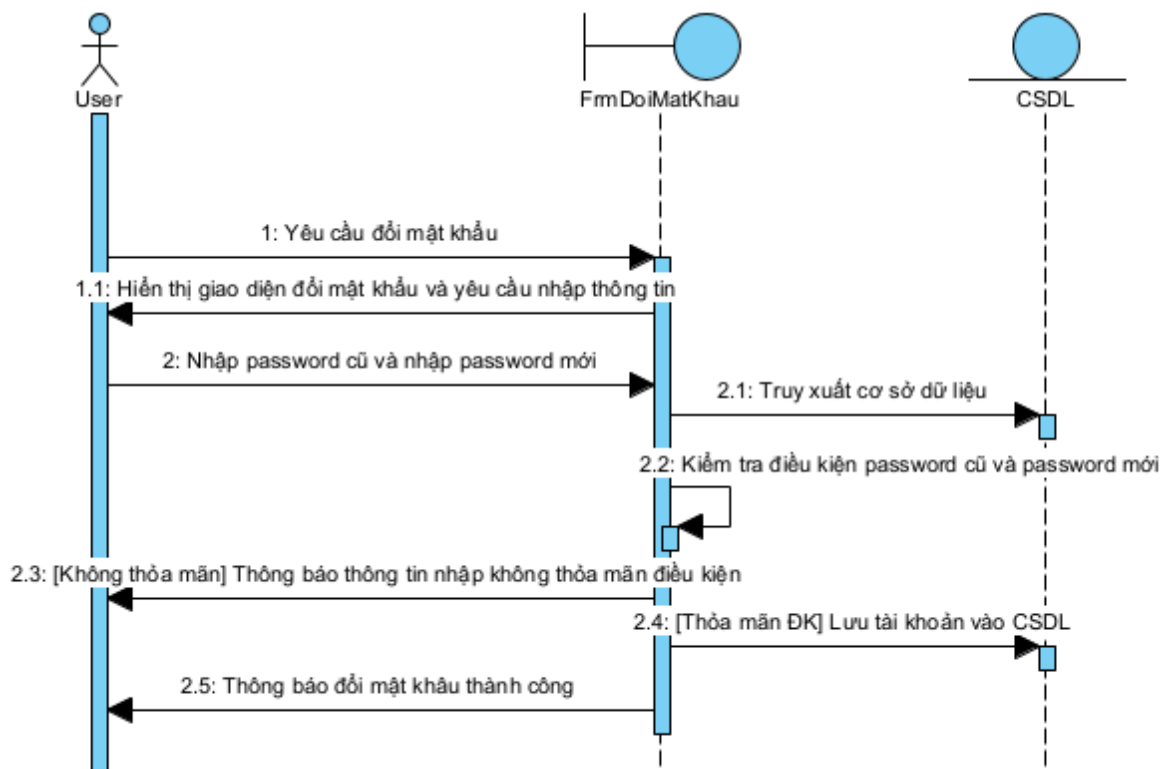 User
FrmDoiMatKhau
CSDL
1: Yêu cầu đổi mật khẩu
1.1: Hiển thị giao diện đổi mật khẩu và yêu cầu nhập thông tin
2: Nhập password cũ và nhập password mới
2.1: Truy xuất cơ sở dữ liệu
2.2: Kiểm tra điều kiện password cũ và password mới
2.3: [Không thỏa mãn] Thông báo thông tin nhập không thỏa mãn điều kiện
2.4: [Thỏa mãn ĐK] Lưu tài khoản vào CSDL
2.5: Thông báo đổi mật khâu thành công